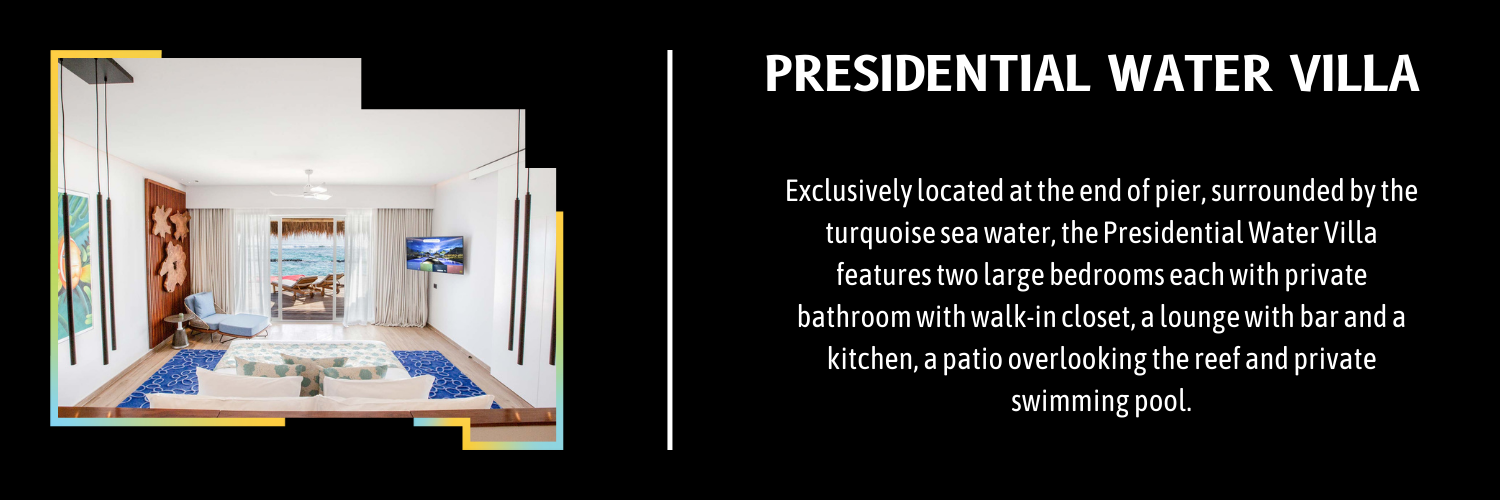 PRESIDENTIAL WATER VILLA
Exclusively located at the end of pier, surrounded by the
turquoise sea water, the Presidential Water Villa
features two large bedrooms each with private
bathroom with walk-in closet, a lounge with bar and a
kitchen, a patio overlooking the reef and private
swimming pool.